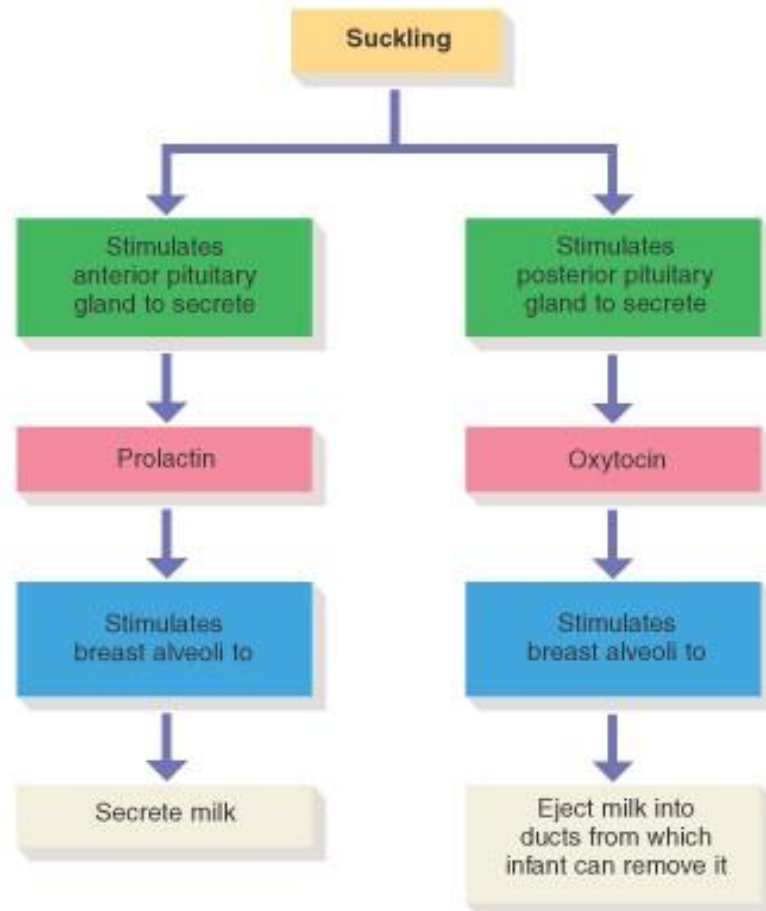 Suckling
Stimulates
anterior pituitary
gland to secrete
Prolactin
Stimulates
breast alveoli to
Secrete milk
Stimulates
posterior pituitary
gland to secrete
Oxytocin
Stimulates
breast alveoli to
Eject milk into
ducts from which
infant can remove it